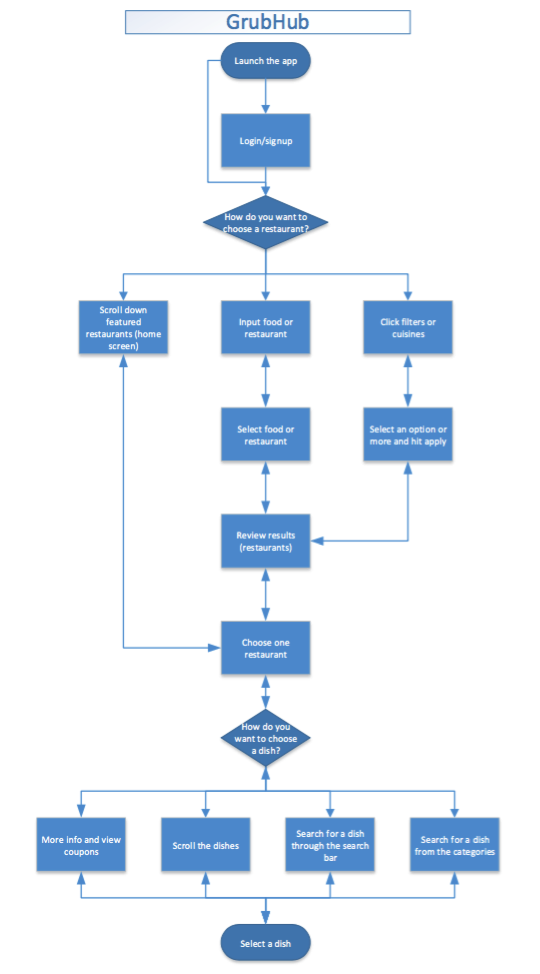 GrubHub
Launch the app
Login/signup
How do you want to
choose a restaurant?
Scroll down
featured
restaurants (home
screen)
Input food or
restaurant
Click filters or
cuisines
Select food or
restaurant
Select an option or
more and hit apply
Review results
(restaurants)
Choose one
restaurant
How do you
want to choose
a dish?
More info and view
coupons
Scroll the dishes
Search for a dish
through the search
bar
Search for a dish
from the categories
Select a dish